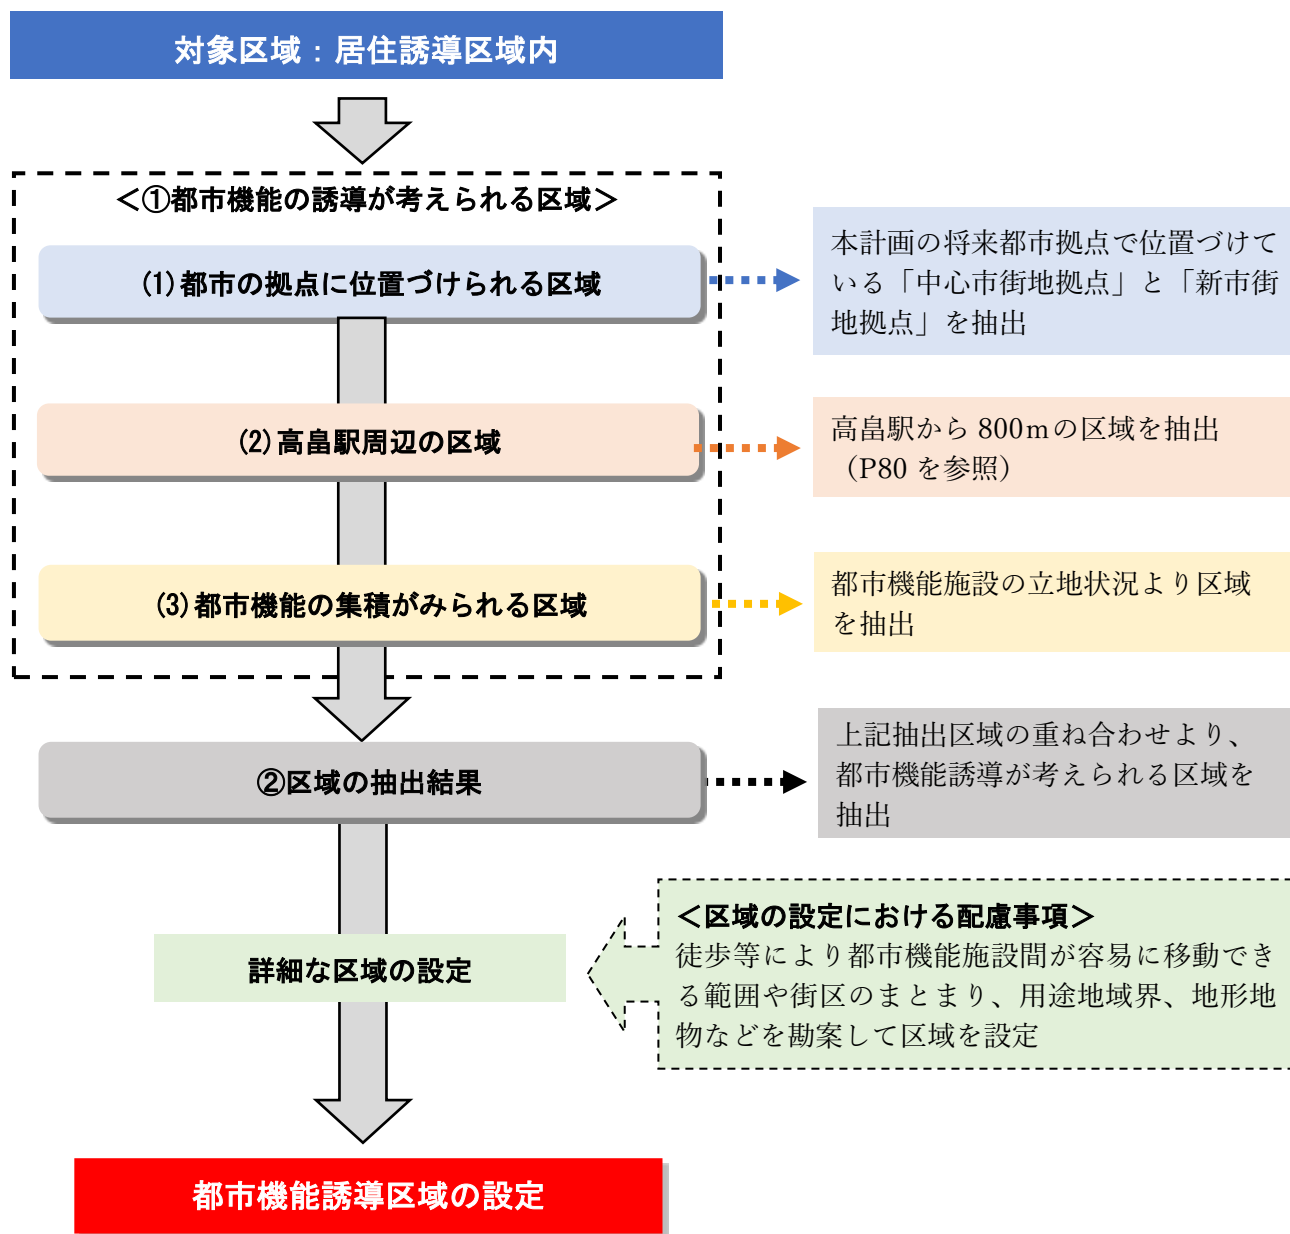 対象区域：居住誘導区域内
＜①都市機能の誘導が考えられる区域＞
(1)都市の拠点に位置づけられる区域
本計画の将来都市拠点で位置づけて
いる「中心市街地拠点」と「新市街
地拠点」を抽出
(2)高畠駅周辺の区域
高畠駅から 800ｍの区域を抽出
（P80 を参照）
(3)都市機能の集積がみられる区域
都市機能施設の立地状況より区域
を抽出
②区域の抽出結果
上記抽出区域の重ね合わせより、
都市機能誘導が考えられる区域を
抽出
詳細な区域の設定
＜区域の設定における配慮事項＞
徒歩等により都市機能施設間が容易に移動でき
る範囲や街区のまとまり、用途地域界、地形地
物などを勘案して区域を設定
都市機能誘導区域の設定